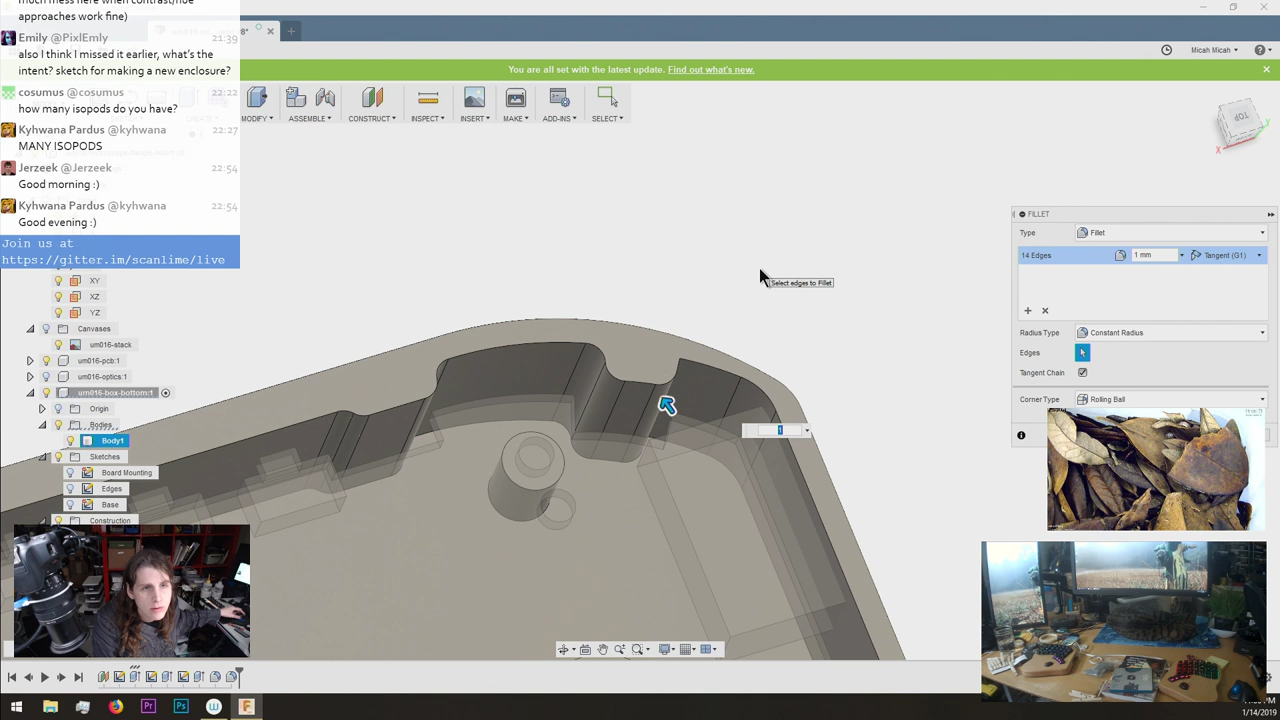 much mess here when contrast/hue
approaches work fine)
Emily @PixlEmly 21:39
also I think I missed it earlier, what's the
intent? sketch for making a new enclosure?
cosumus @cosumus 22:22
how many isopods do you have?
Kyhwana Pardus @kyhwana 22:27
MANY ISOPODS
Jerzeek @Jerzeek 22:54
Good morning :)
Kyhwana Pardus @kyhwana 22:54
Good evening :)
Join us at
https://gitter.im/scanlime/live
Micah Micah
You are all set with the latest update. Find out what's new.
MODIFY
ASSEMBLE
CONSTRUCT
INSPECT
INSERT
MAKE
ADD-INS
SELECT
TOP
X
Y
FILLET
Type Fillet
14 Edges 1 mm Tangent (G1)
Radius Type Constant Radius
Edges
Tangent Chain
Corner Type Rolling Ball
Select edges to Fillet
1
XY
XZ
YZ
Canvases
um016-stack
um016-pcb:1
um016-optics:1
um016-box-bottom:1
Origin
Bodies
Body1
Sketches
Board Mounting
Edges
Base
Construction
Pr
Ps
1/14/2019